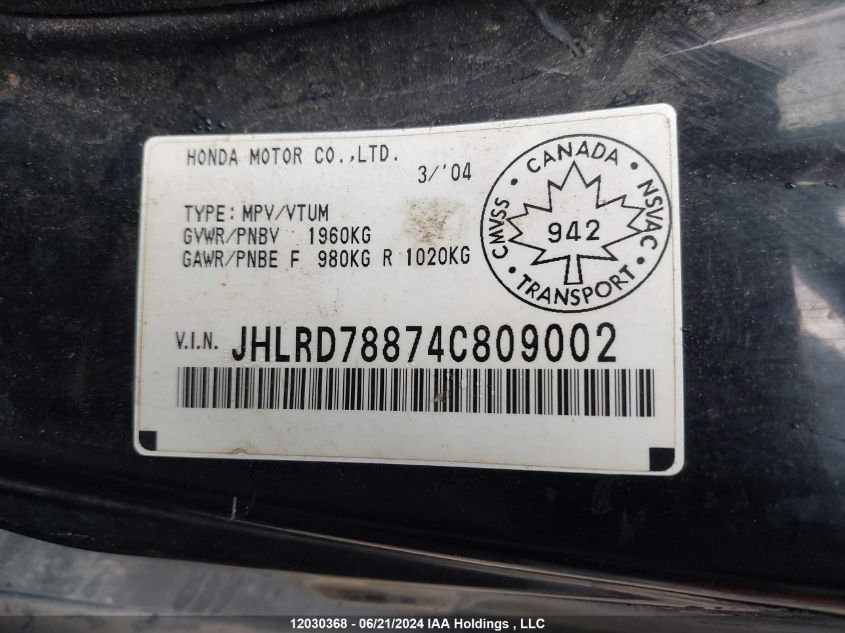 HONDA MOTOR CO.,LTD.
3/'04
TYPE: MPV/VTUM
GVWR/PNBV 1960KG
GAWR/PNBE F 980KG R 1020KG
CMVSS • CANADA • NSVAC • TRANSPORT •
942
V.I.N. JHLRD78874C809002
12030368 - 06/21/2024 IAA Holdings , LLC